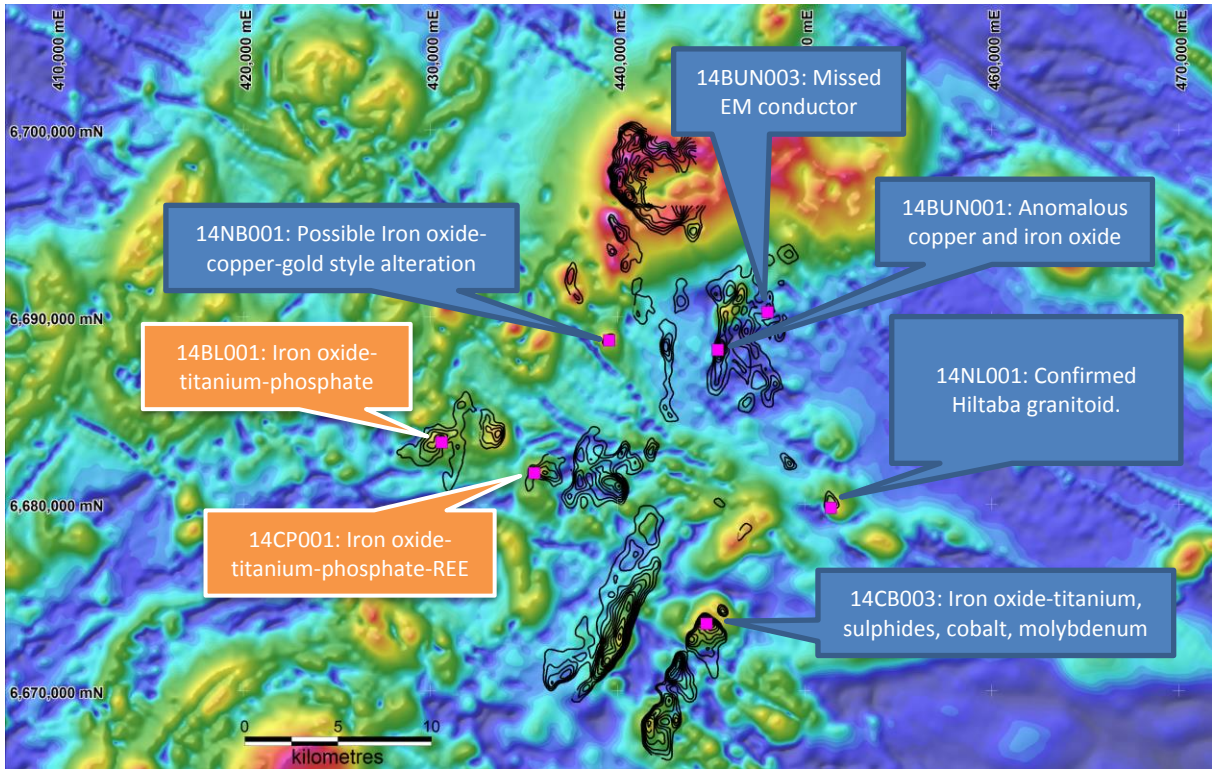 410,000 mE
420,000 mE
430,000 mE
440,000 mE
0,000 mE
460,000 mE
470,000 mE
14BUN003: Missed
EM conductor
6,700,000 mN
14BUN001: Anomalous
copper and iron oxide
14NB001: Possible Iron oxide-
copper-gold style alteration
6,690,000 mN
14BL001: Iron oxide-
titanium-phosphate
14NL001: Confirmed
Hiltaba granitoid.
6,680,000 mN
14CP001: Iron oxide-
titanium-phosphate-REE
14CB003: Iron oxide-titanium,
sulphides, cobalt, molybdenum
6,670,000 mN
0 5 10
kilometres